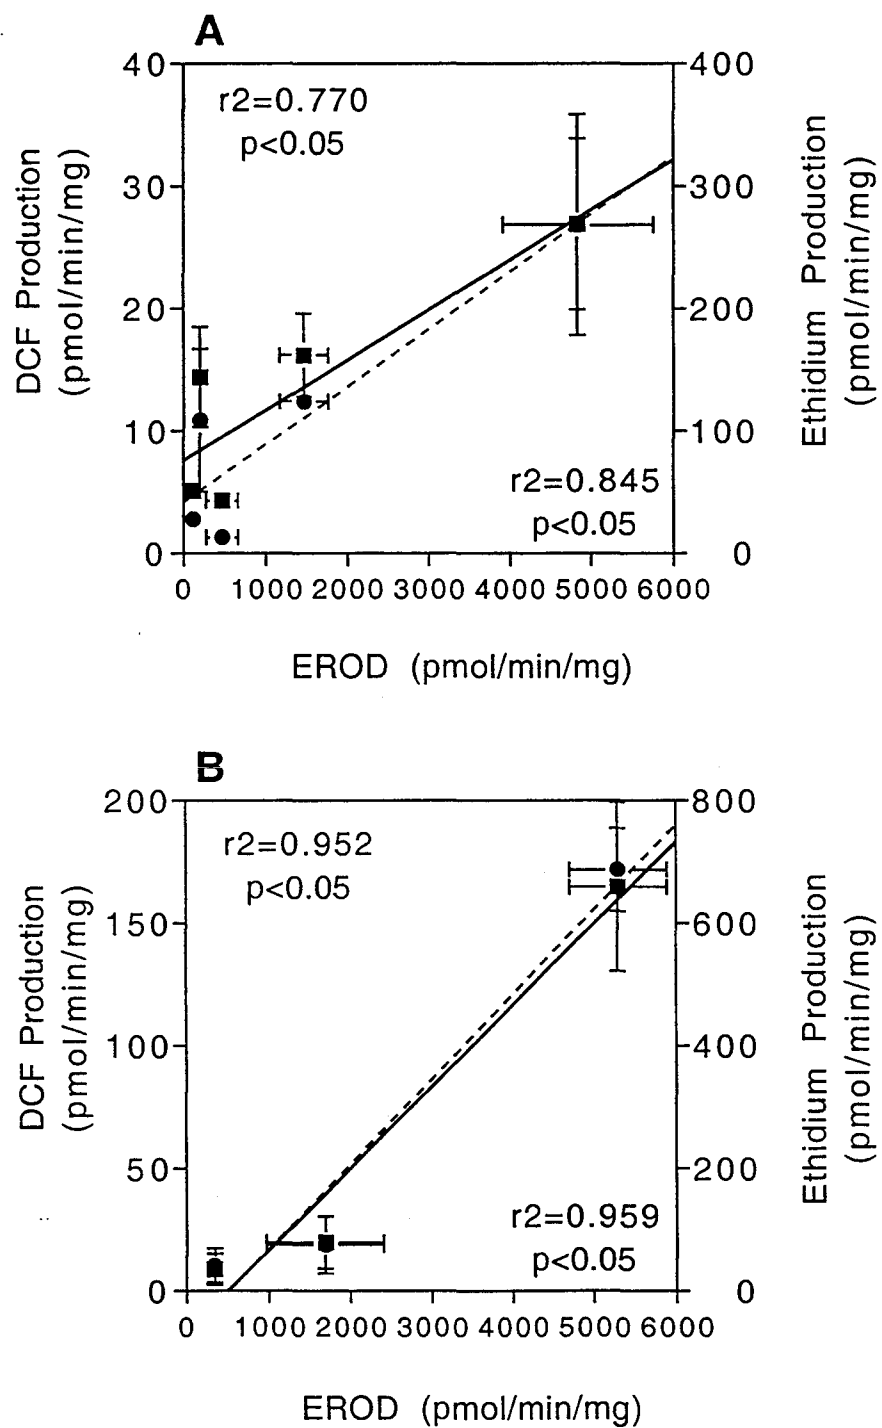 A
40
400
r2=0.770
p<0.05
30
300
20
200
10
100
r2=0.845
p<0.05
0
0
0 1000 2000 3000 4000 5000 6000
DCF Production
(pmol/min/mg)
Ethidium Production
(pmol/min/mg)
EROD (pmol/min/mg)
B
200
800
r2=0.952
p<0.05
150
600
100
400
50
200
r2=0.959
p<0.05
0
0
0 1000 2000 3000 4000 5000 6000
DCF Production
(pmol/min/mg)
Ethidium Production
(pmol/min/mg)
EROD (pmol/min/mg)